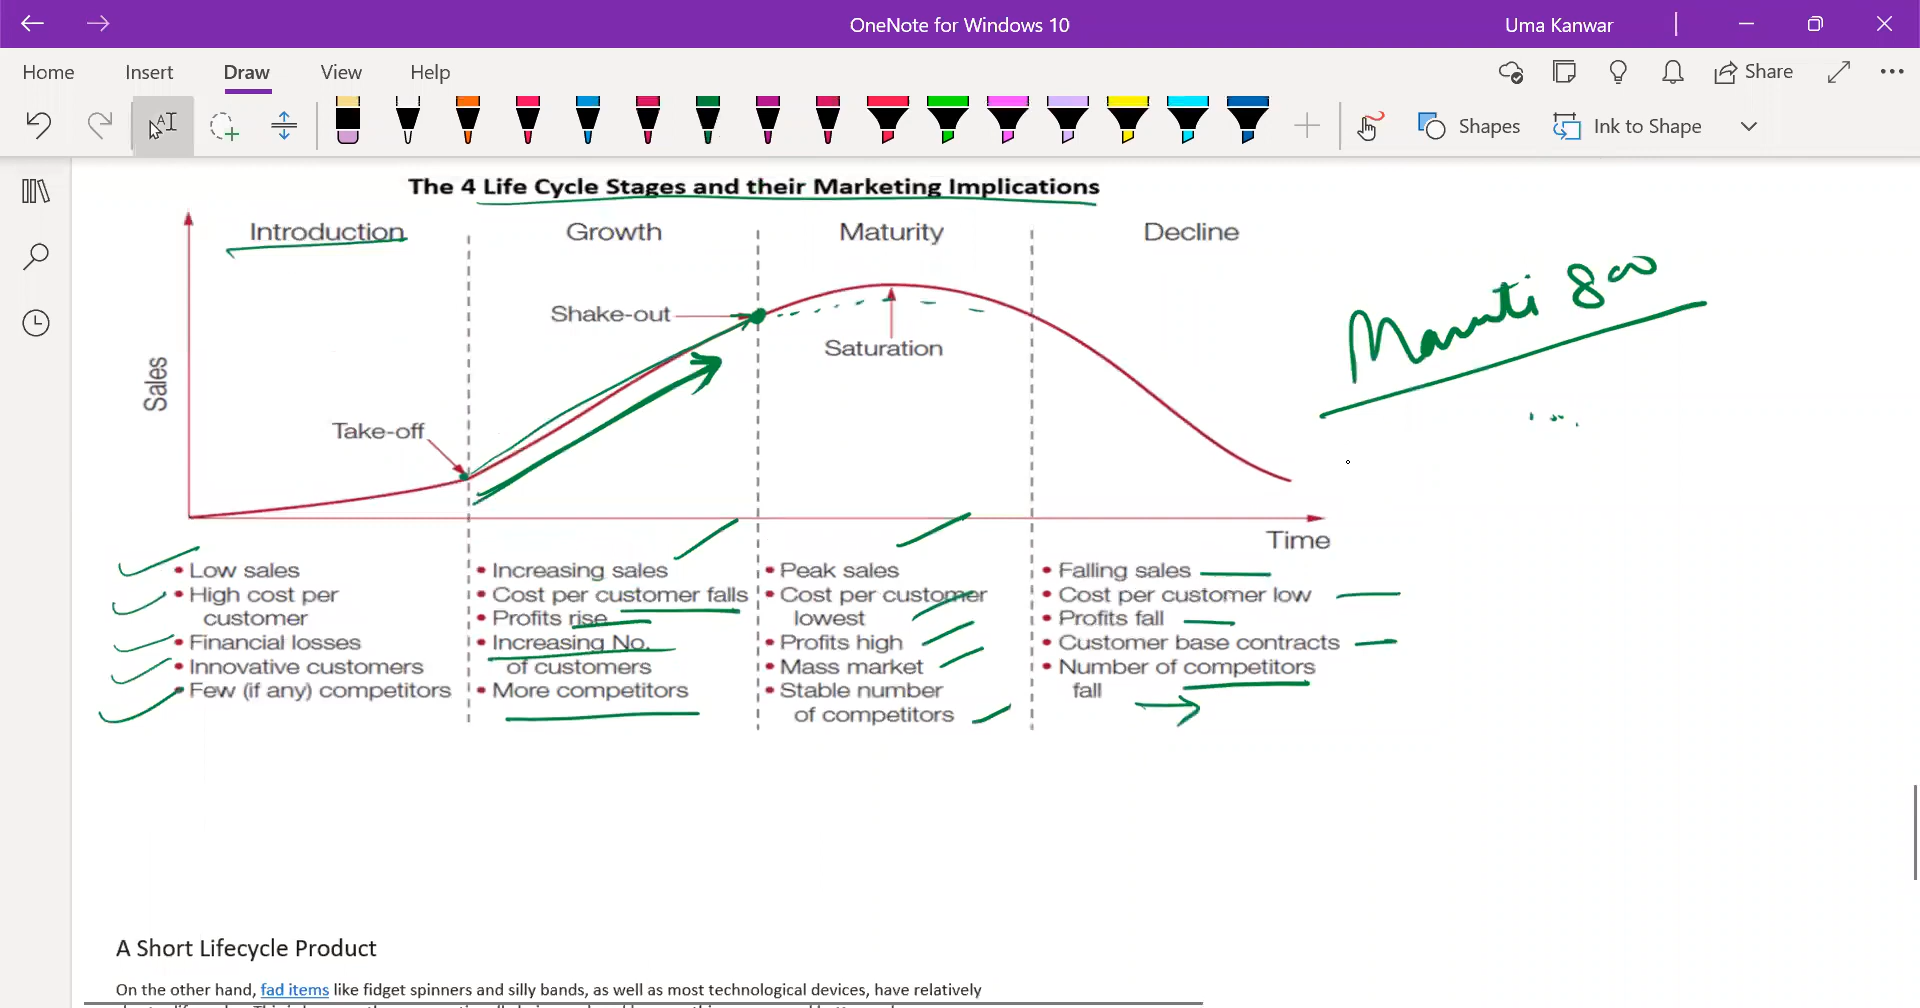 OneNote for Windows 10
Uma Kanwar
Home Insert Draw View Help
Share
Shapes
Ink to Shape
The 4 Life Cycle Stages and their Marketing Implications
Introduction Growth Maturity Decline
Maruti 800
Shake-out
Saturation
Sales
Take-off
Time
• Low sales
• High cost per
customer
• Financial losses
• Innovative customers
• Few (if any) competitors
• Increasing sales
• Cost per customer falls
• Profits rise
• Increasing No.
of customers
• More competitors
• Peak sales
• Cost per customer
lowest
• Profits high
• Mass market
• Stable number
of competitors
• Falling sales
• Cost per customer low
• Profits fall
• Customer base contracts
• Number of competitors
fall
A Short Lifecycle Product
On the other hand, fad items like fidget spinners and silly bands, as well as most technological devices, have relatively